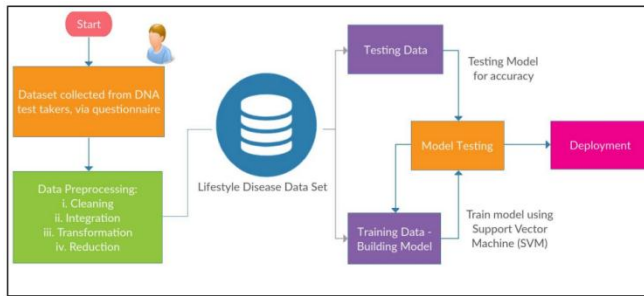 Start
Dataset collected from DNA
test takers, via questionnaire
Data Preprocessing:
i. Cleaning
ii. Integration
iii. Transformation
iv. Reduction
Lifestyle Disease Data Set
Testing Data
Testing Model
for accuracy
Model Testing
Deployment
Training Data -
Building Model
Train model using
Support Vector
Machine (SVM)